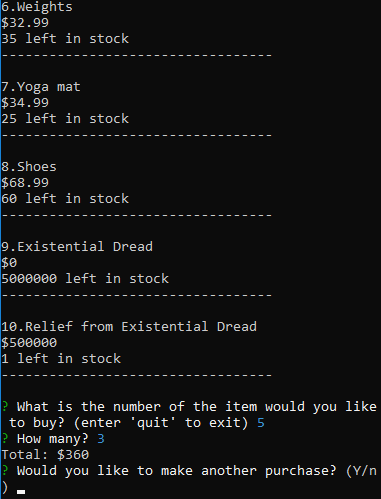 6.Weights
$32.99
35 left in stock
----------------------------------
7.Yoga mat
$34.99
25 left in stock
----------------------------------
8.Shoes
$68.99
60 left in stock
----------------------------------
9.Existential Dread
$0
5000000 left in stock
----------------------------------
10.Relief from Existential Dread
$500000
1 left in stock
----------------------------------
? What is the number of the item would you like
 to buy? (enter 'quit' to exit) 5
? How many? 3
Total: $360
? Would you like to make another purchase? (Y/n
)